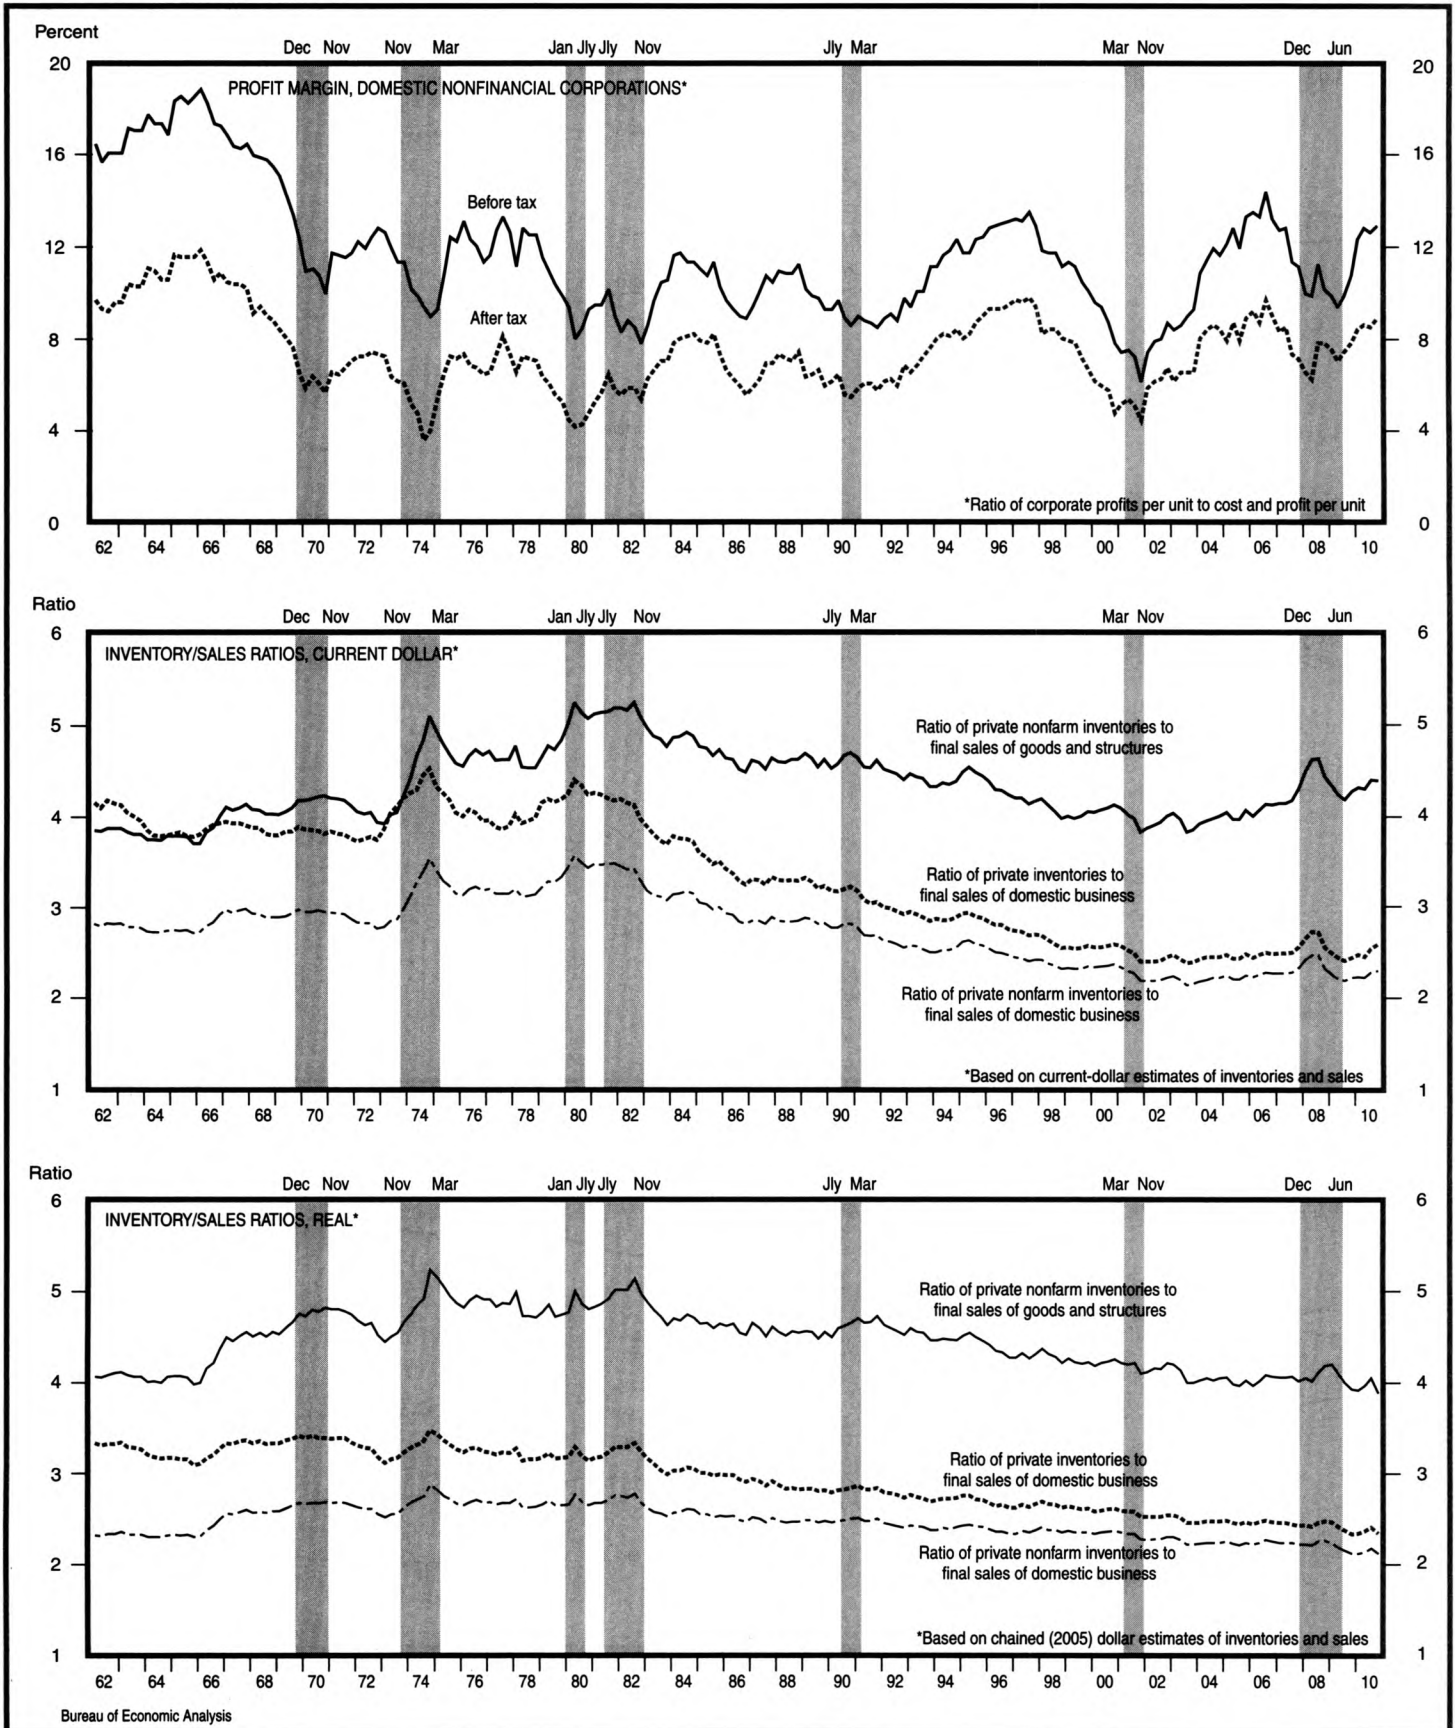 Percent
Dec Nov Nov Mar Jan Jly Jly Nov Jly Mar Mar Nov Dec Jun
PROFIT MARGIN, DOMESTIC NONFINANCIAL CORPORATIONS*
20 20
16 16
Before tax
12 12
After tax
8 8
4 4
*Ratio of corporate profits per unit to cost and profit per unit
0 0
62 64 66 68 70 72 74 76 78 80 82 84 86 88 90 92 94 96 98 00 02 04 06 08 10
Ratio
Dec Nov Nov Mar Jan Jly Jly Nov Jly Mar Mar Nov Dec Jun
6 6
INVENTORY/SALES RATIOS, CURRENT DOLLAR*
5 5
Ratio of private nonfarm inventories to
final sales of goods and structures
4 4
Ratio of private inventories to
final sales of domestic business
3 3
2 2
Ratio of private nonfarm inventories to
final sales of domestic business
*Based on current-dollar estimates of inventories and sales
1 1
62 64 66 68 70 72 74 76 78 80 82 84 86 88 90 92 94 96 98 00 02 04 06 08 10
Ratio
Dec Nov Nov Mar Jan Jly Jly Nov Jly Mar Mar Nov Dec Jun
6 6
INVENTORY/SALES RATIOS, REAL*
5 5
Ratio of private nonfarm inventories to
final sales of goods and structures
4 4
Ratio of private inventories to
final sales of domestic business
3 3
Ratio of private nonfarm inventories to
final sales of domestic business
2 2
*Based on chained (2005) dollar estimates of inventories and sales
1 1
62 64 66 68 70 72 74 76 78 80 82 84 86 88 90 92 94 96 98 00 02 04 06 08 10
Bureau of Economic Analysis